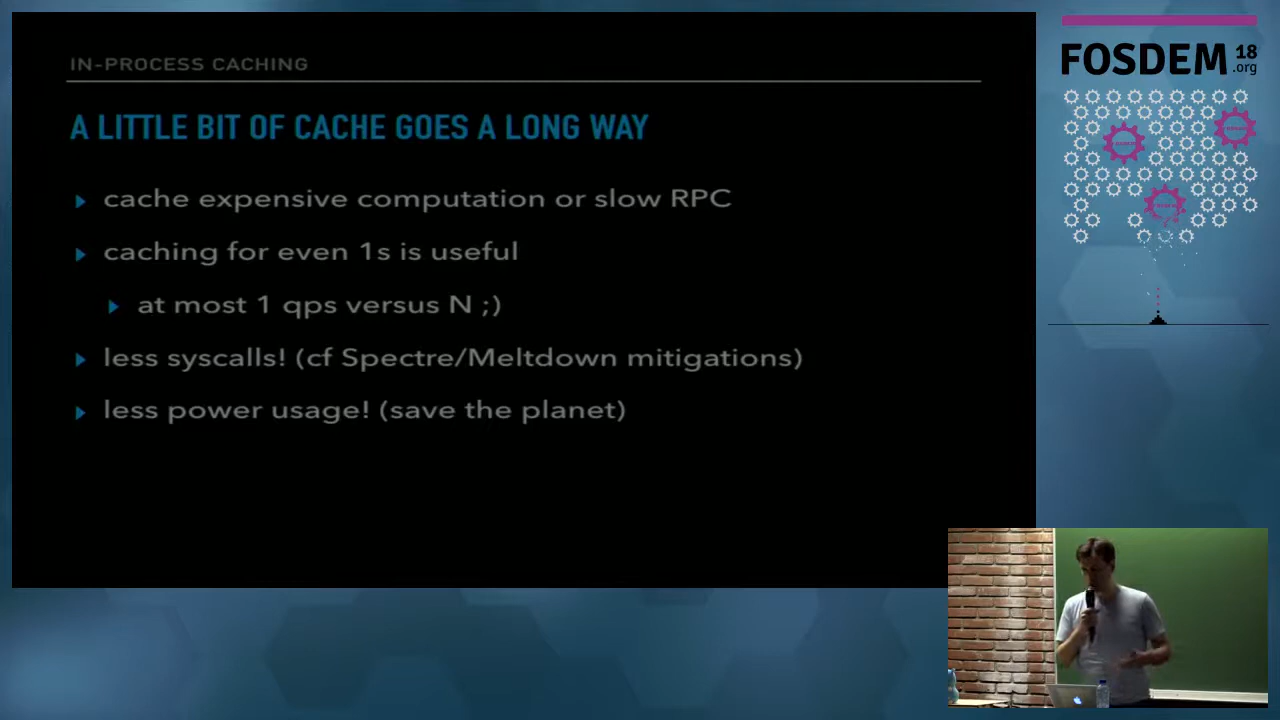 IN-PROCESS CACHING
A LITTLE BIT OF CACHE GOES A LONG WAY
cache expensive computation or slow RPC
caching for even 1s is useful
at most 1 qps versus N ;)
less syscalls! (cf Spectre/Meltdown mitigations)
less power usage! (save the planet)
FOSDEM 18
.org